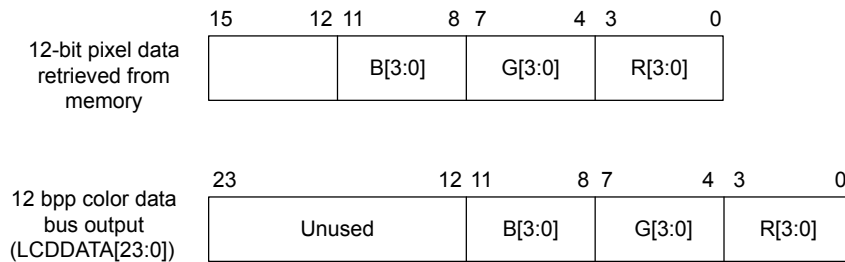 15 12 11 8 7 4 3 0
12-bit pixel data
retrieved from
memory
B[3:0] G[3:0] R[3:0]
23 12 11 8 7 4 3 0
12 bpp color data
bus output
(LCDDATA[23:0])
Unused B[3:0] G[3:0] R[3:0]